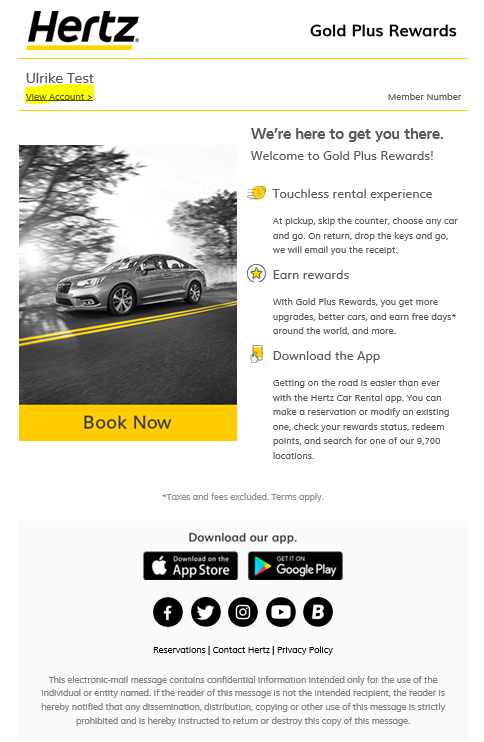 Hertz.
Gold Plus Rewards
Ulrike Test
View Account >
Member Number
We're here to get you there.
Welcome to Gold Plus Rewards!
Touchless rental experience
At pickup, skip the counter, choose any car
and go. On return, drop the keys and go,
we will email you the receipt.
Earn rewards
With Gold Plus Rewards, you get more
upgrades, better cars, and earn free days*
around the world, and more.
Download the App
Getting on the road is easier than ever
with the Hertz Car Rental app. You can
make a reservation or modify an existing
one, check your rewards status, redeem
points, and search for one of our 9,700
locations.
Book Now
*Taxes and fees excluded. Terms apply.
Download our app.
Download on the
App Store
GET IT ON
Google Play
Reservations | Contact Hertz | Privacy Policy
This electronic-mail message contains confidential information intended only for the use of the
individual or entity named. If the reader of this message is not the intended recipient, the reader is
hereby notified that any dissemination, distribution, copying or other use of this message is strictly
prohibited and is hereby instructed to return or destroy this copy of this message.